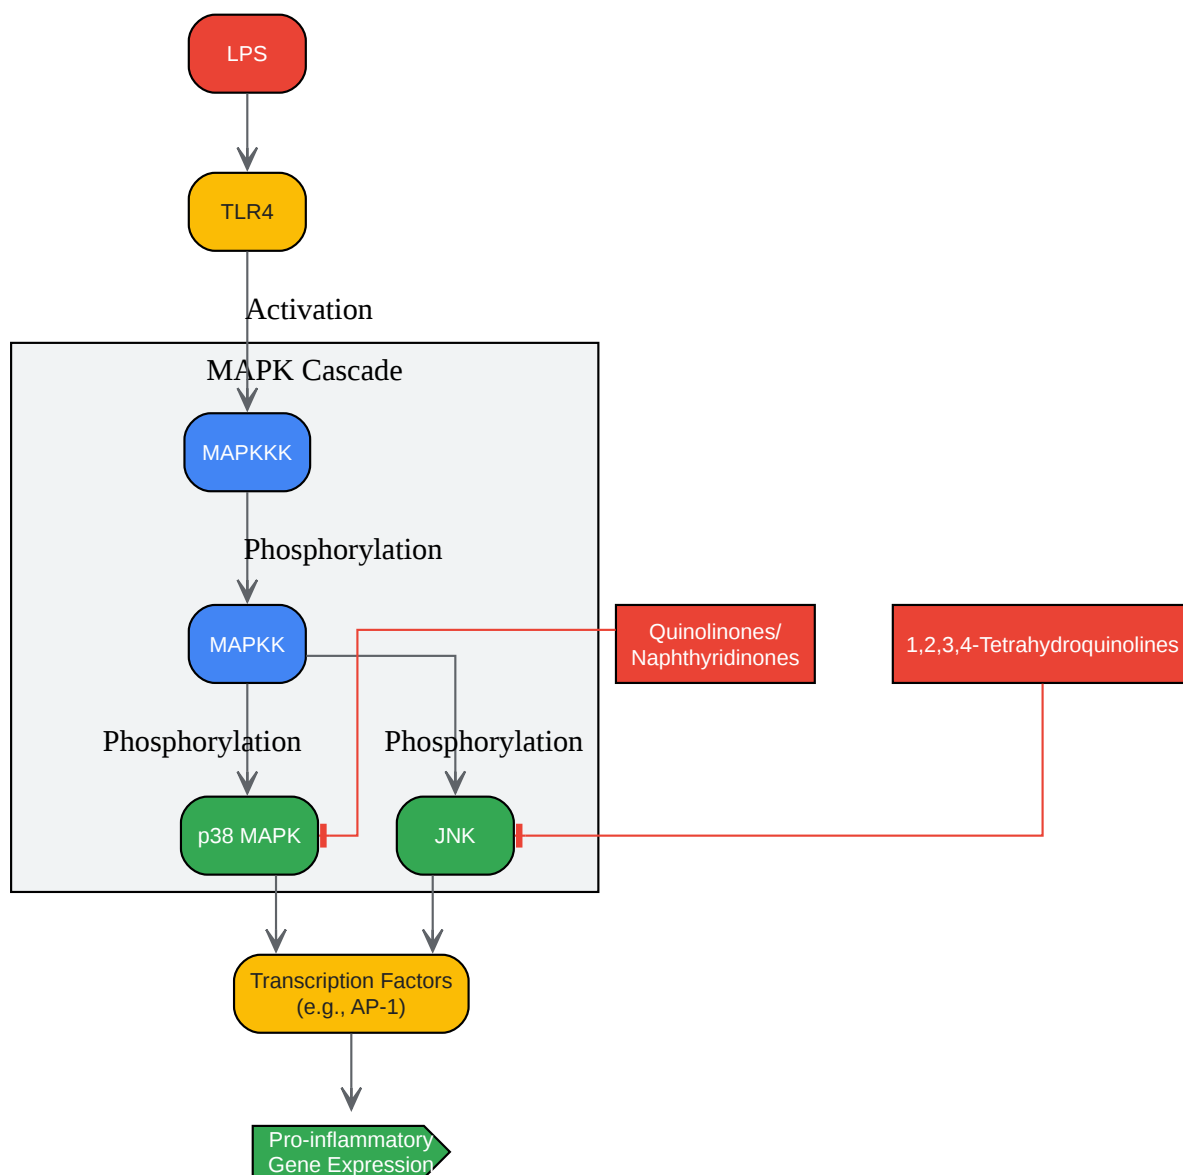 LPS
TLR4
Activation
MAPK Cascade
MAPKKK
Phosphorylation
MAPKK
Quinolinones/
Naphthyridinones
1,2,3,4-Tetrahydroquinolines
Phosphorylation
Phosphorylation
p38 MAPK
JNK
Transcription Factors
(e.g., AP-1)
Pro-inflammatory
Gene Expression